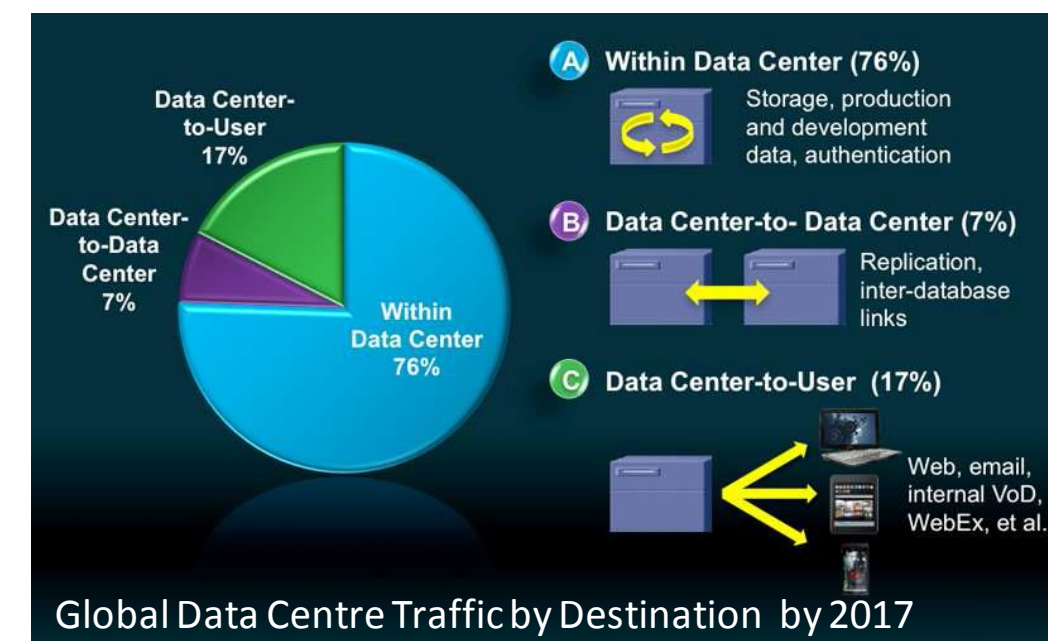 Data Center-
to-User
17%
Data Center-
to-Data
Center
7%
Within
Data Center
76%
A Within Data Center (76%)
Storage, production
and development
data, authentication
B Data Center-to- Data Center (7%)
Replication,
inter-database
links
C Data Center-to-User (17%)
Web, email,
internal VoD,
WebEx, et al.
Global Data Centre Traffic by Destination by 2017